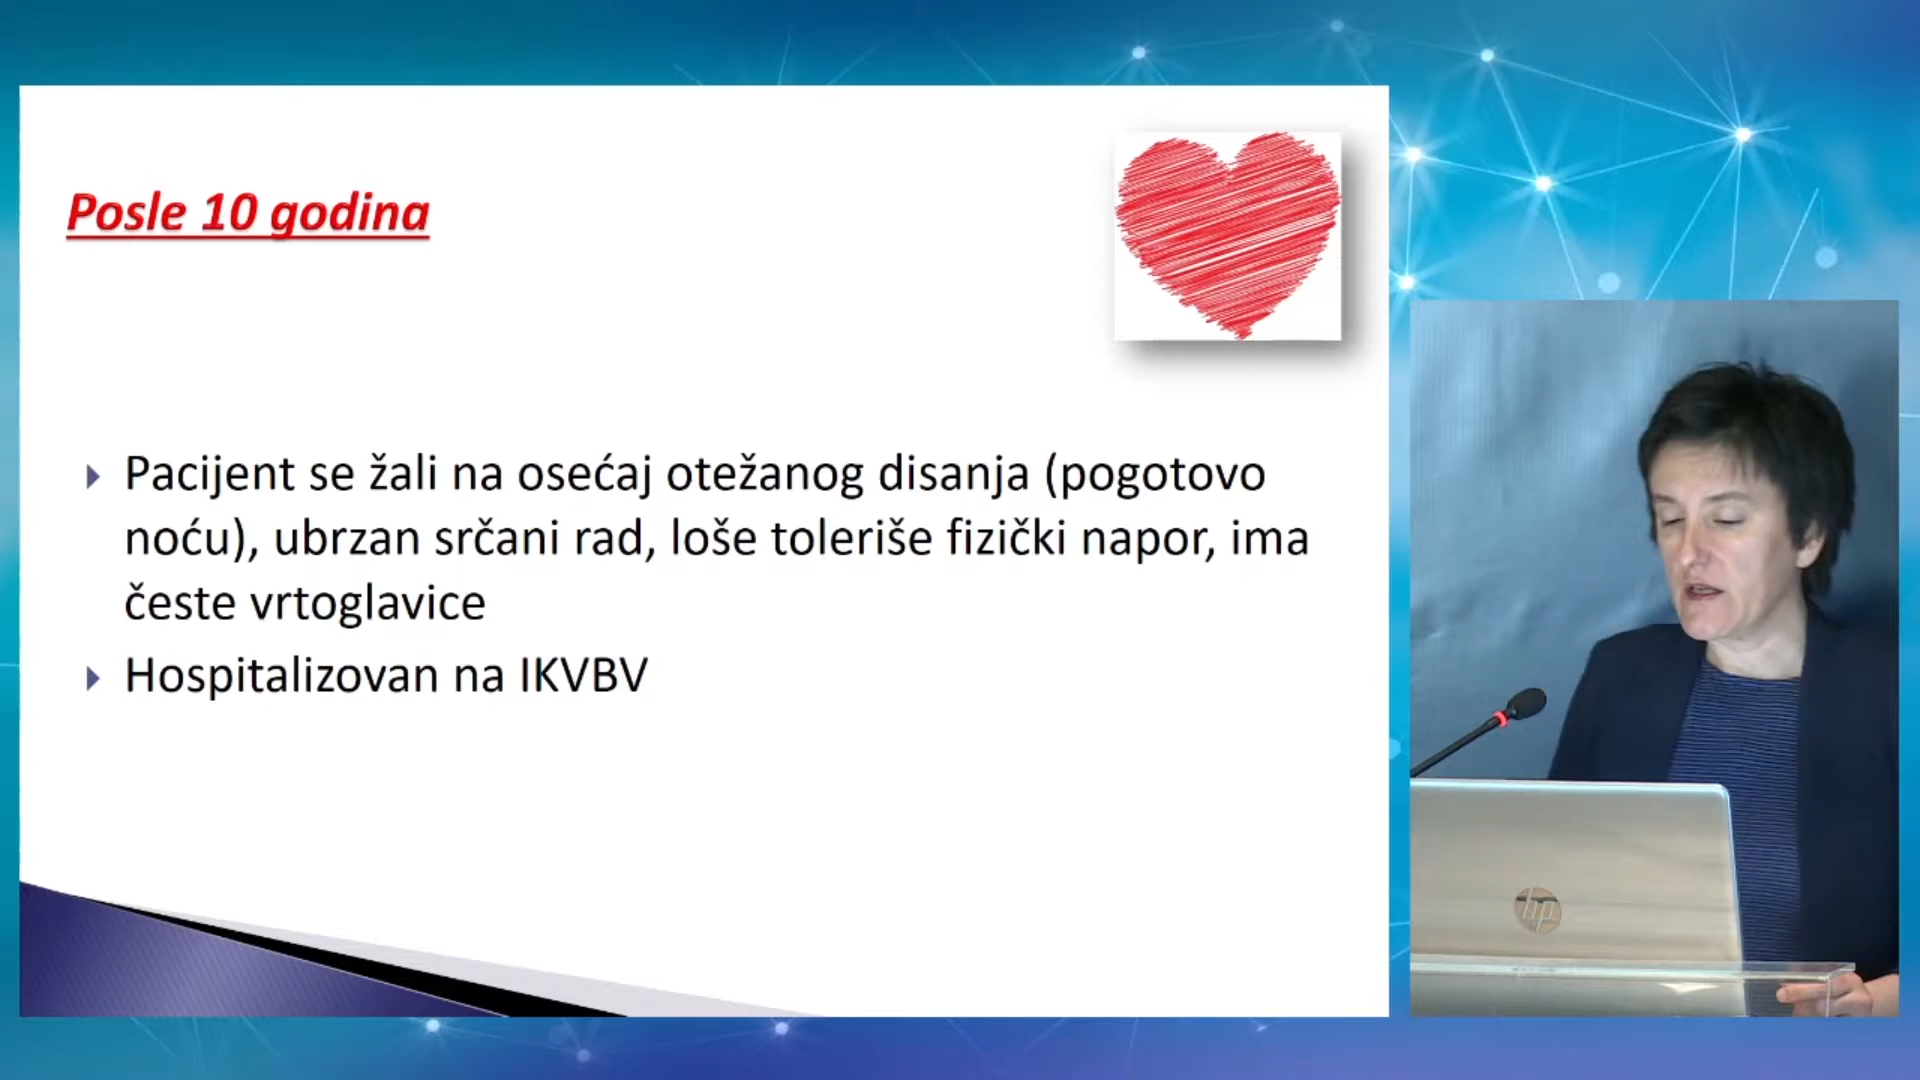 Posle 10 godina
Pacijent se žali na osećaj otežanog disanja (pogotovo
noću), ubrzan srčani rad, loše toleriše fizički napor, ima
česte vrtoglavice
Hospitalizovan na IKVBV
hp